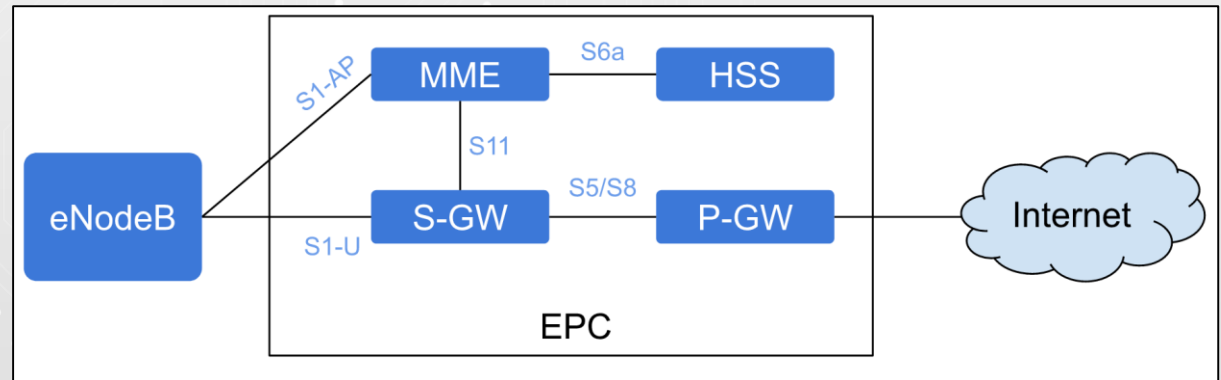 S1-AP
MME
S6a
HSS
S11
eNodeB
S1-U
S-GW
S5/S8
P-GW
Internet
EPC